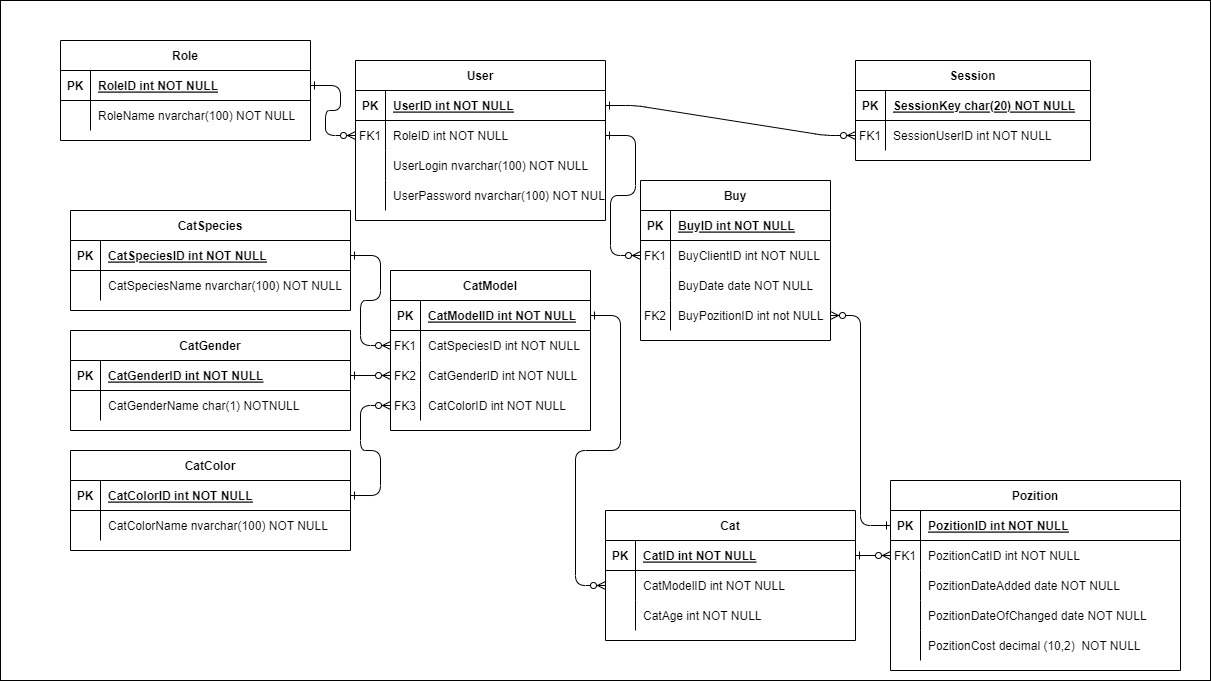 Role
PK RoleID int NOT NULL
RoleName nvarchar(100) NOT NULL
User
PK UserID int NOT NULL
FK1 RoleID int NOT NULL
UserLogin nvarchar(100) NOT NULL
UserPassword nvarchar(100) NOT NUL
Session
PK SessionKey char(20) NOT NULL
FK1 SessionUserID int NOT NULL
Buy
PK BuyID int NOT NULL
FK1 BuyClientID int NOT NULL
BuyDate date NOT NULL
FK2 BuyPozitionID int not NULL
CatSpecies
PK CatSpeciesID int NOT NULL
CatSpeciesName nvarchar(100) NOT NULL
CatModel
PK CatModelID int NOT NULL
FK1 CatSpeciesID int NOT NULL
FK2 CatGenderID int NOT NULL
FK3 CatColorID int NOT NULL
CatGender
PK CatGenderID int NOT NULL
CatGenderName char(1) NOTNULL
CatColor
PK CatColorID int NOT NULL
CatColorName nvarchar(100) NOT NULL
Cat
PK CatID int NOT NULL
CatModelID int NOT NULL
CatAge int NOT NULL
Pozition
PK PozitionID int NOT NULL
FK1 PozitionCatID int NOT NULL
PozitionDateAdded date NOT NULL
PozitionDateOfChanged date NOT NULL
PozitionCost decimal (10,2) NOT NULL